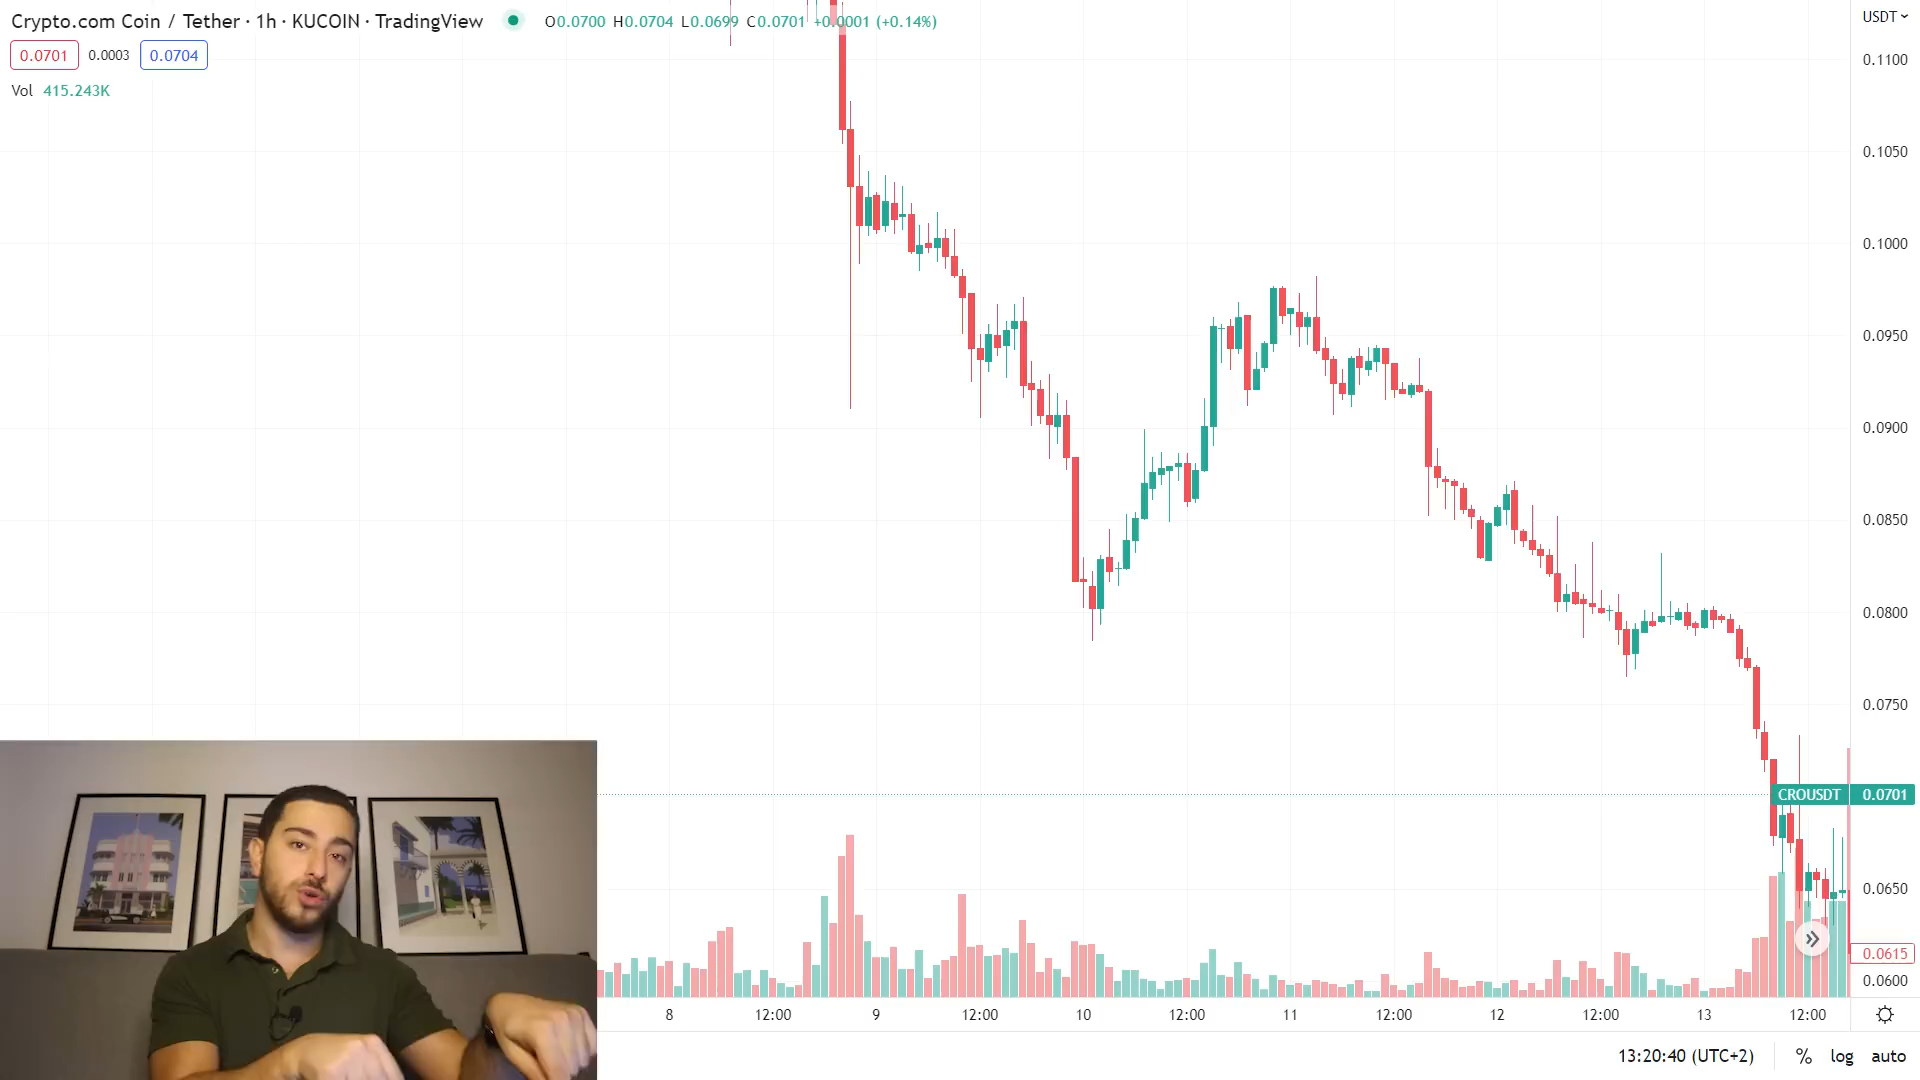 Crypto.com Coin / Tether · 1h · KUCOIN · TradingView O0.0700 H0.0704 L0.0699 C0.0701 +0.0001 (+0.14%)
USDT
0.0701 0.0003 0.0704
Vol 415.243K
0.1100
0.1050
0.1000
0.0950
0.0900
0.0850
0.0800
0.0750
CROUSDT 0.0701
0.0650
0.0615
0.0600
8 12:00 9 12:00 10 12:00 11 12:00 12 12:00 13 12:00
13:20:40 (UTC+2) % log auto